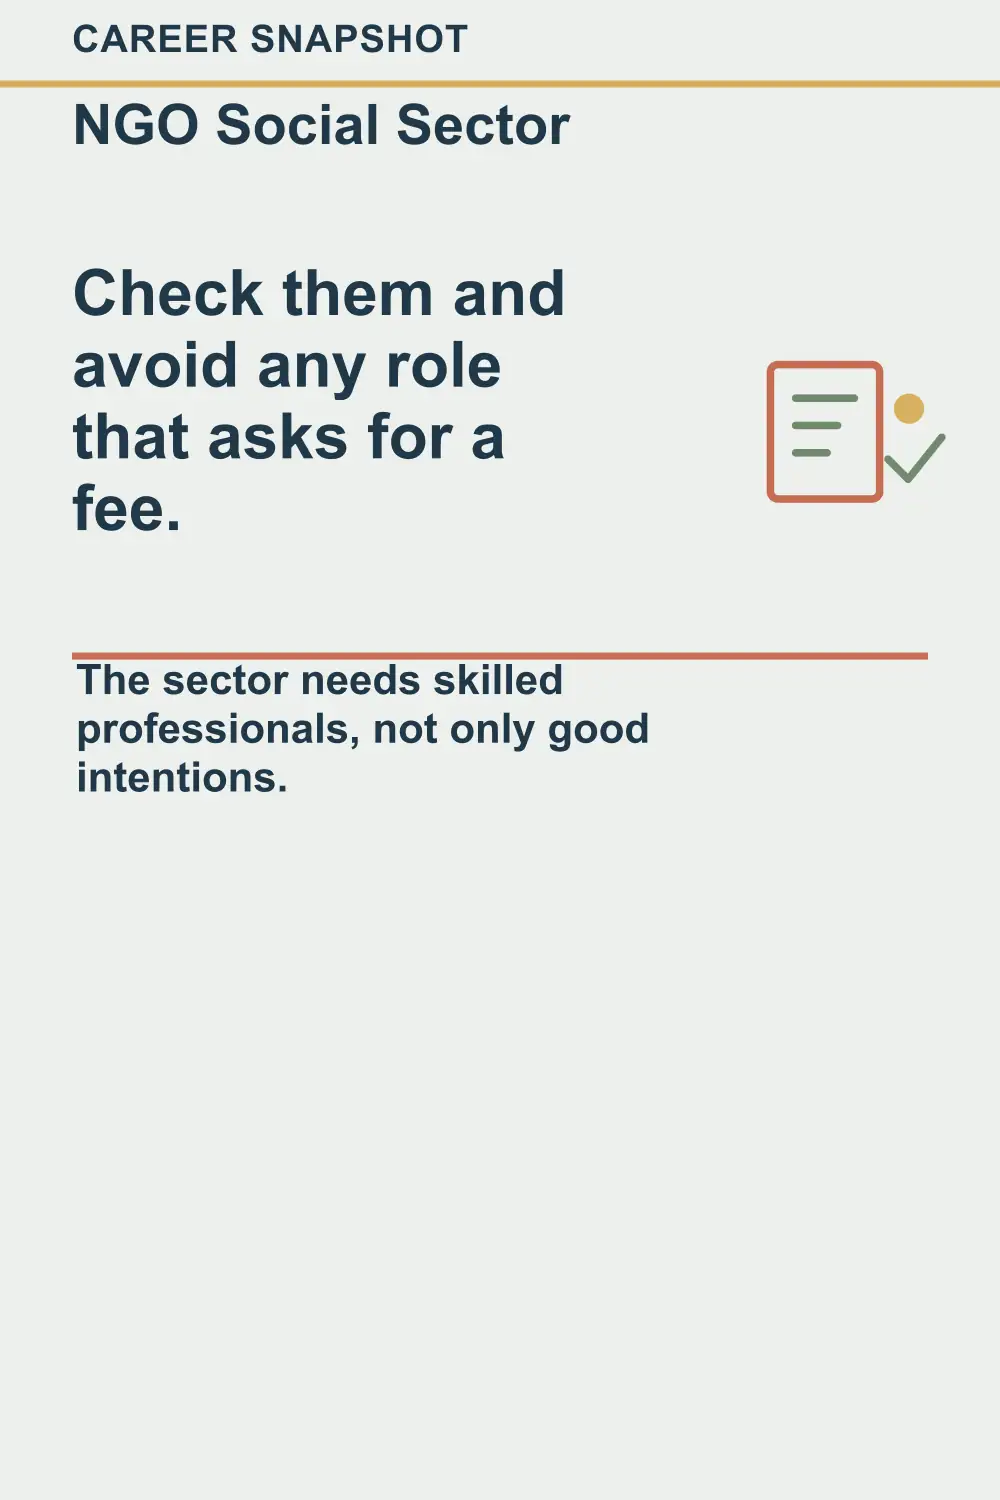 CAREER SNAPSHOT
NGO Social Sector
Check them and
avoid any role
that asks for a
fee.
The sector needs skilled
professionals, not only good
intentions.